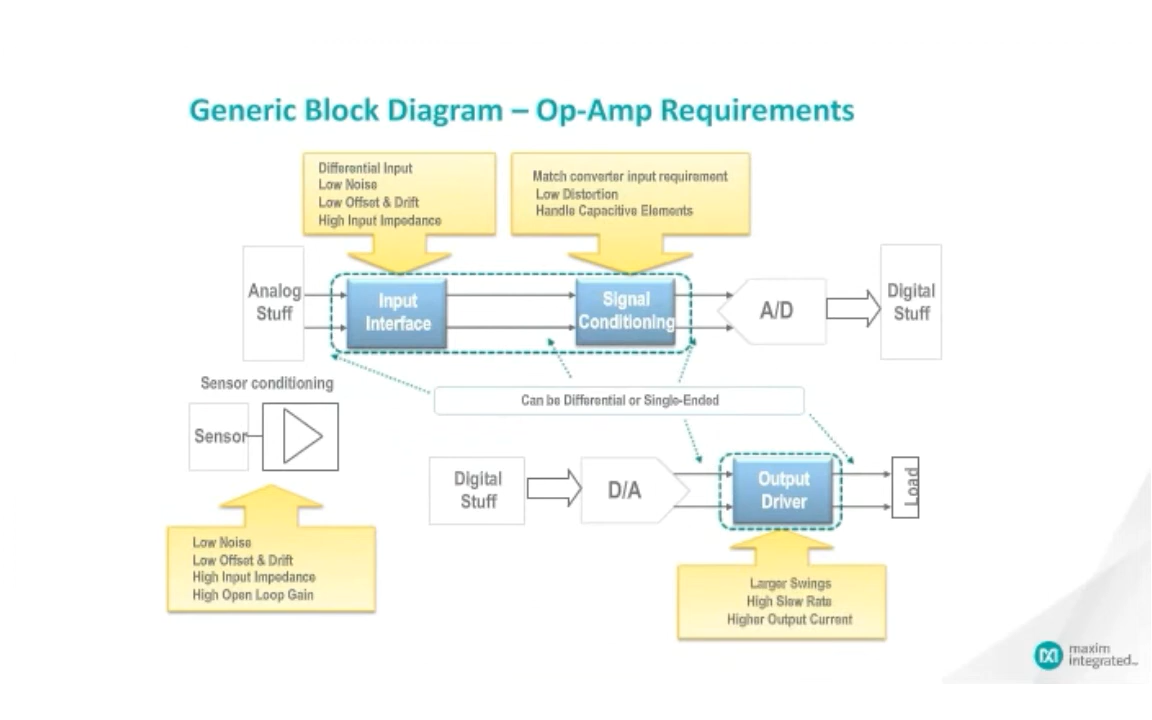 Generic Block Diagram – Op-Amp Requirements
Differential Input
Low Noise
Low Offset & Drift
High Input Impedance
Match converter input requirement
Low Distortion
Handle Capacitive Elements
Analog
Stuff
Input
Interface
Signal
Conditioning
A/D
Digital
Stuff
Sensor conditioning
Sensor
Can be Differential or Single-Ended
Digital
Stuff
D/A
Output
Driver
Load
Low Noise
Low Offset & Drift
High Input Impedance
High Open Loop Gain
Larger Swings
High Slew Rate
Higher Output Current
maxim
integrated™